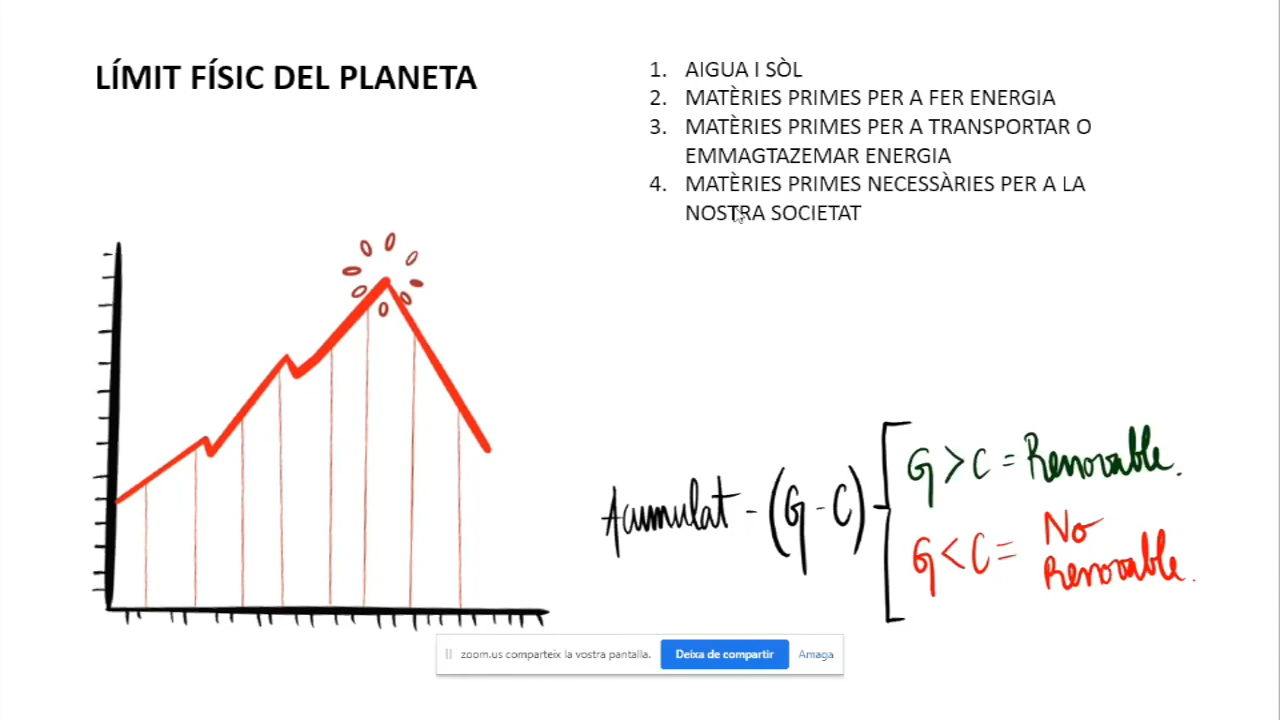 LÍMIT FÍSIC DEL PLANETA
1. AIGUA I SÒL
2. MATÈRIES PRIMES PER A FER ENERGIA
3. MATÈRIES PRIMES PER A TRANSPORTAR O
EMMAGTAZEMAR ENERGIA
4. MATÈRIES PRIMES NECESSÀRIES PER A LA
NOSTRA SOCIETAT
Acumulat - (G - C)
G > C = Renovable.
G < C = No
Renovable.
zoom.us comparteix la vostra pantalla. Deixa de compartir Amaga